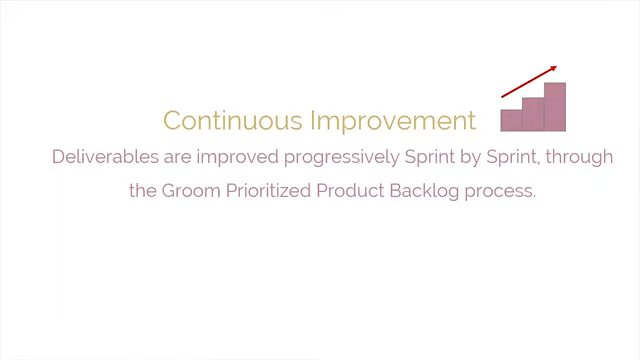 Continuous Improvement
Deliverables are improved progressively Sprint by Sprint, through
the Groom Prioritized Product Backlog process.